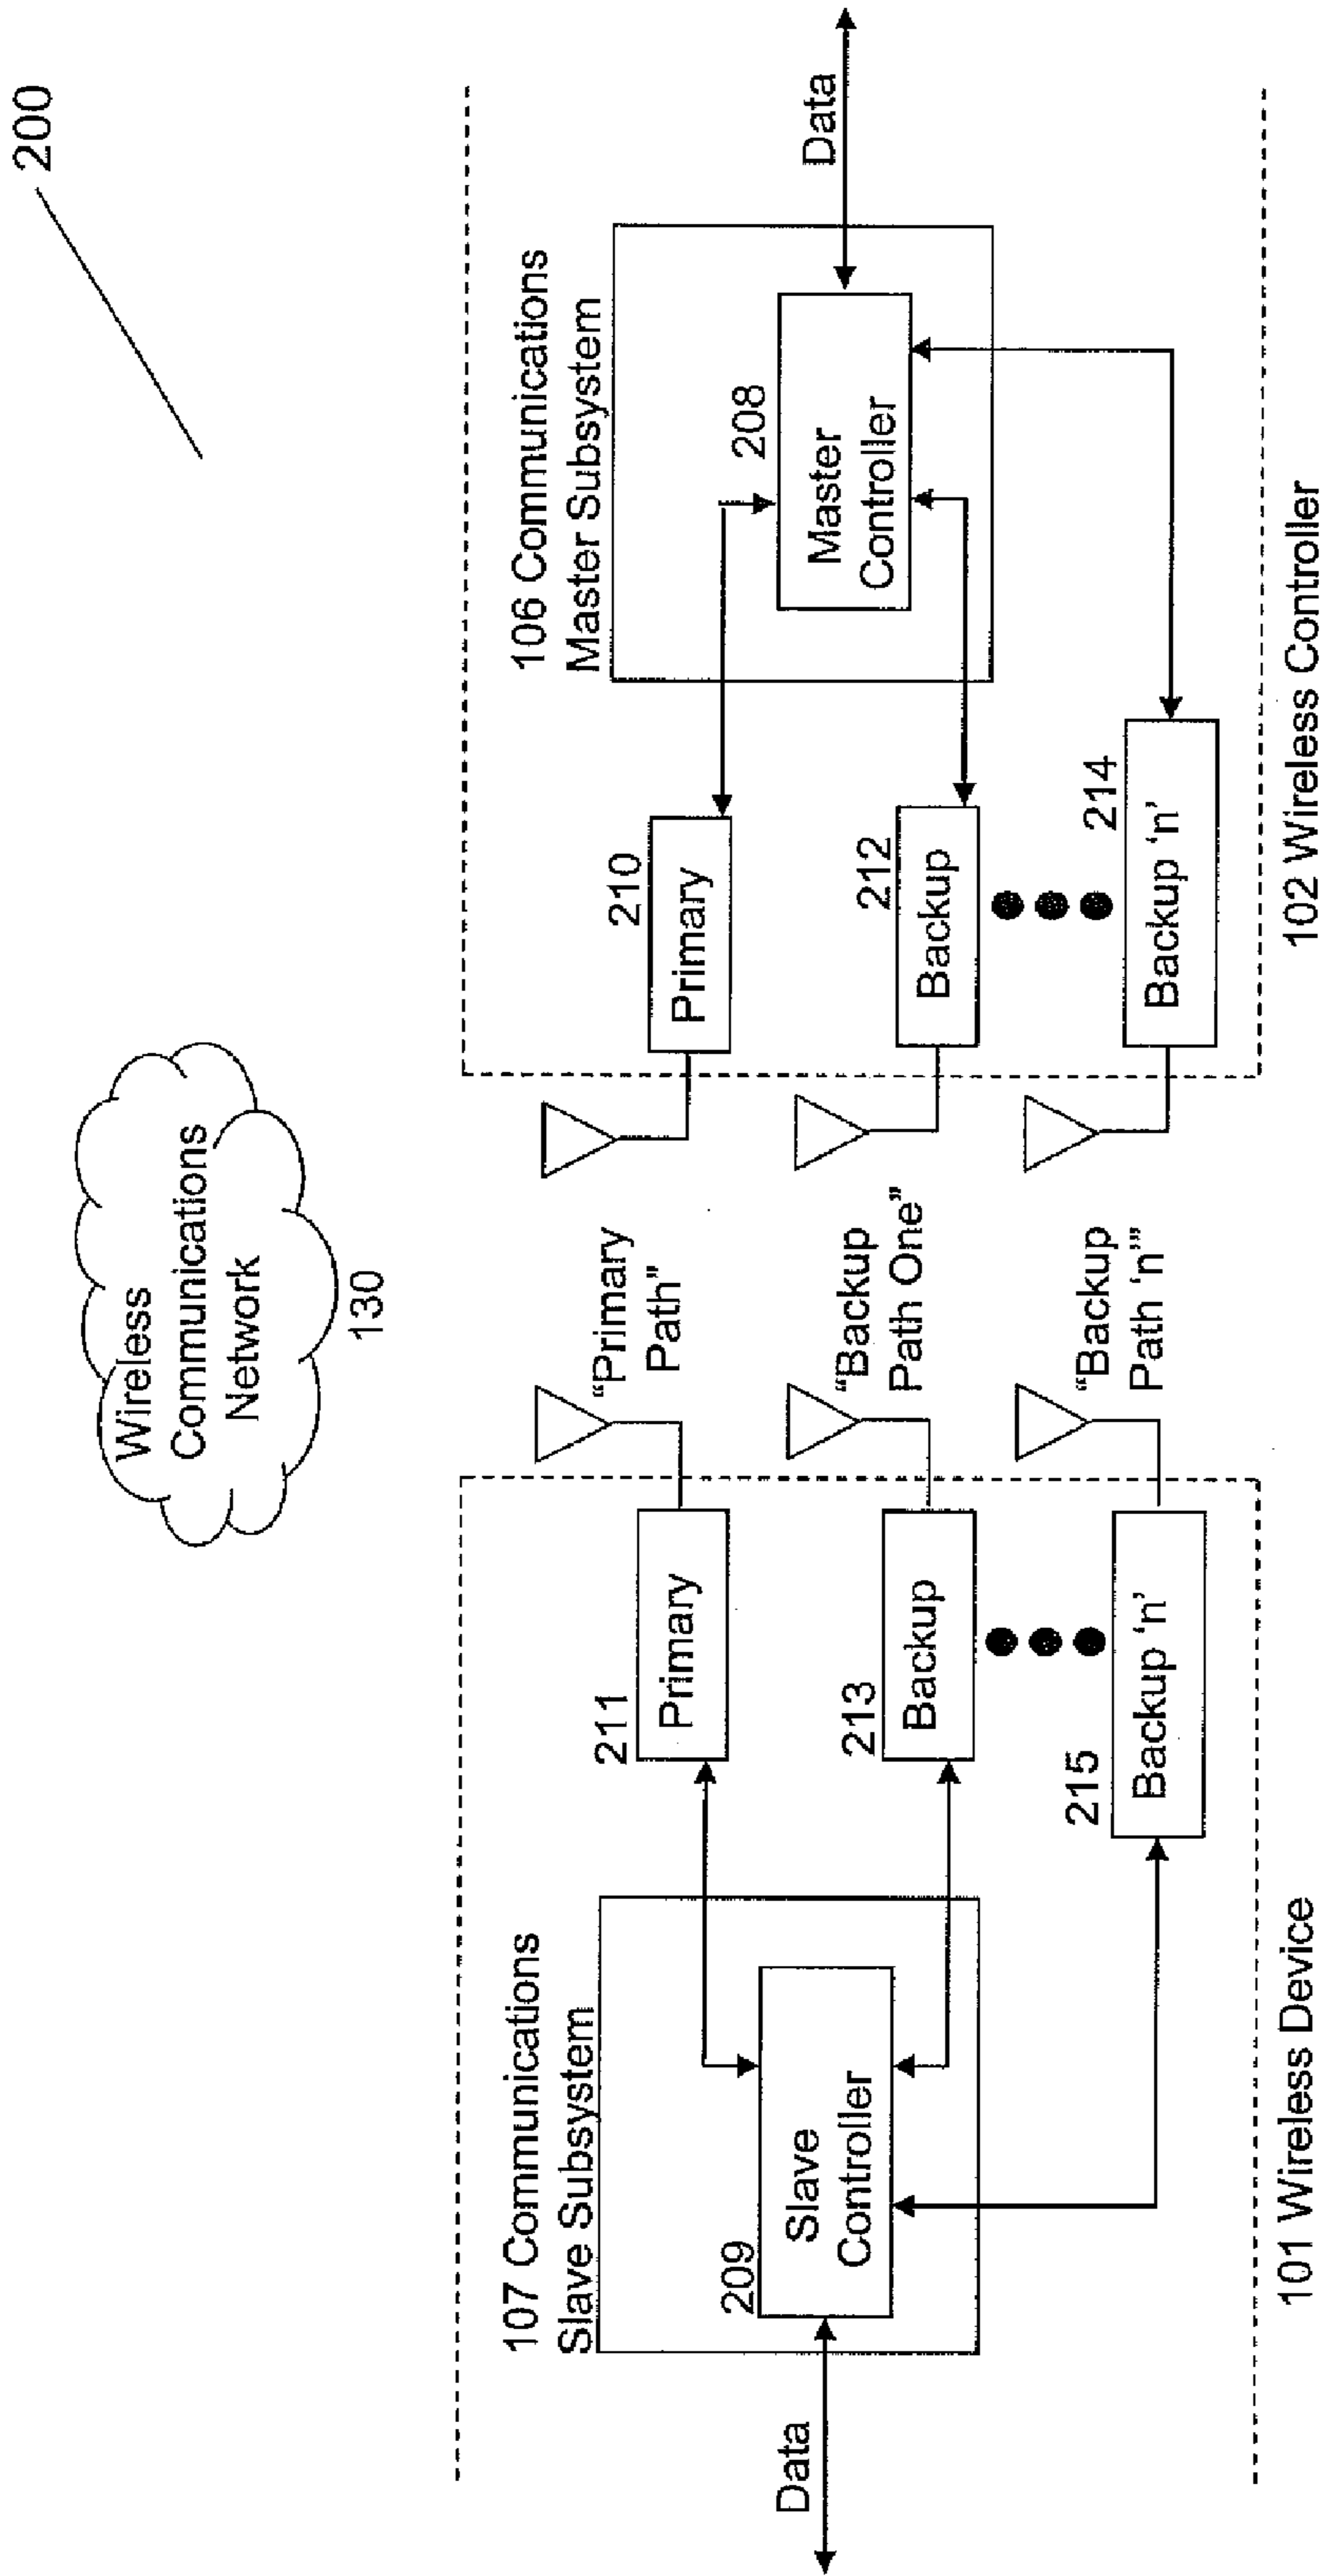 200
Wireless
Communications
Network
130
107 Communications
Slave Subsystem
209
Slave
Controller
Data
211
Primary
213
Backup
215
Backup ‘n’
101 Wireless Device
“Primary
Path”
“Backup
Path One”
“Backup
Path ‘n’”
106 Communications
Master Subsystem
208
Master
Controller
Data
210
Primary
212
Backup
214
Backup ‘n’
102 Wireless Controller